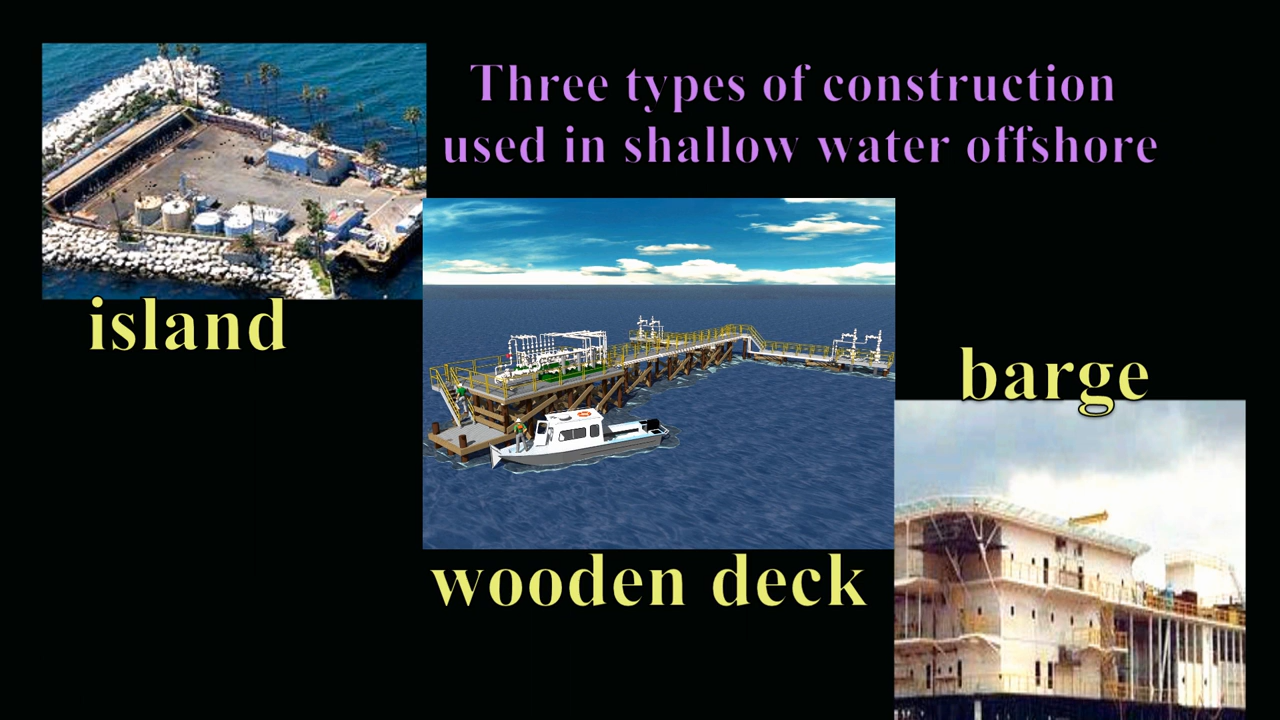 Three types of construction
used in shallow water offshore
island
barge
wooden deck